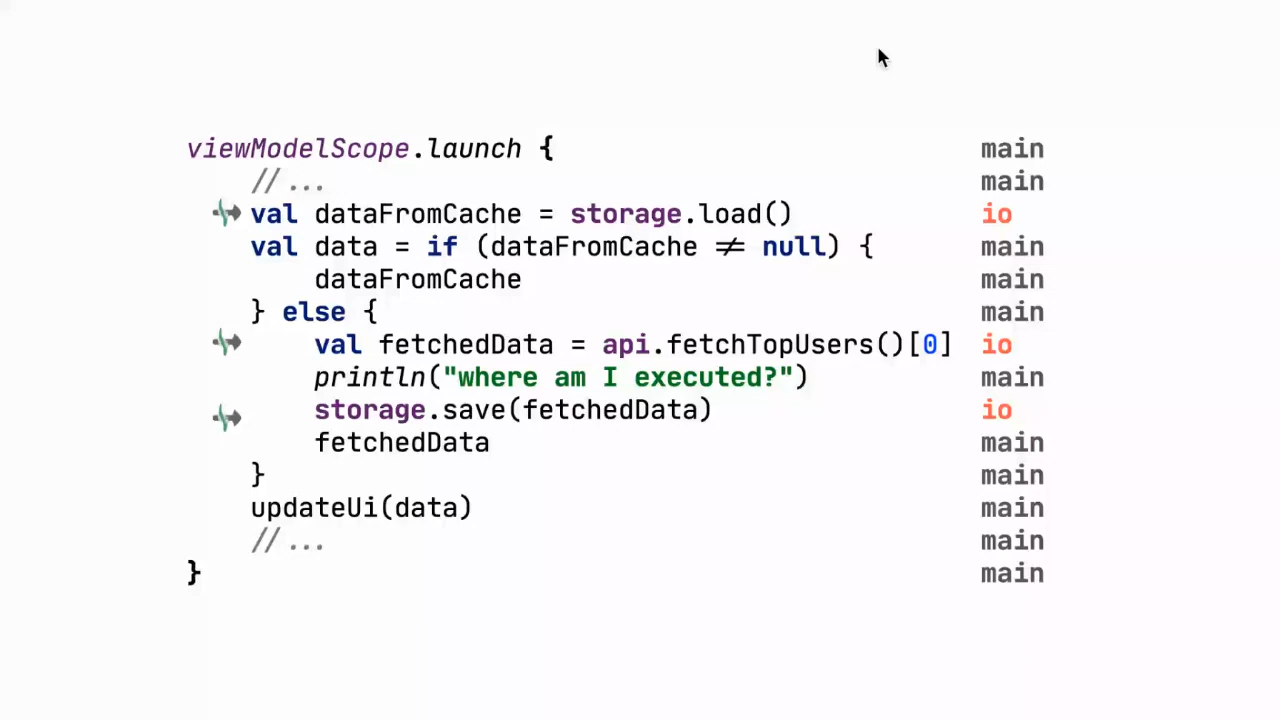 viewModelScope.launch { main
// ... main
val dataFromCache = storage.load() io
val data = if (dataFromCache ≠ null) { main
dataFromCache main
} else { main
val fetchedData = api.fetchTopUsers()[0] io
println("where am I executed?") main
storage.save(fetchedData) io
fetchedData main
} main
updateUi(data) main
// ... main
} main